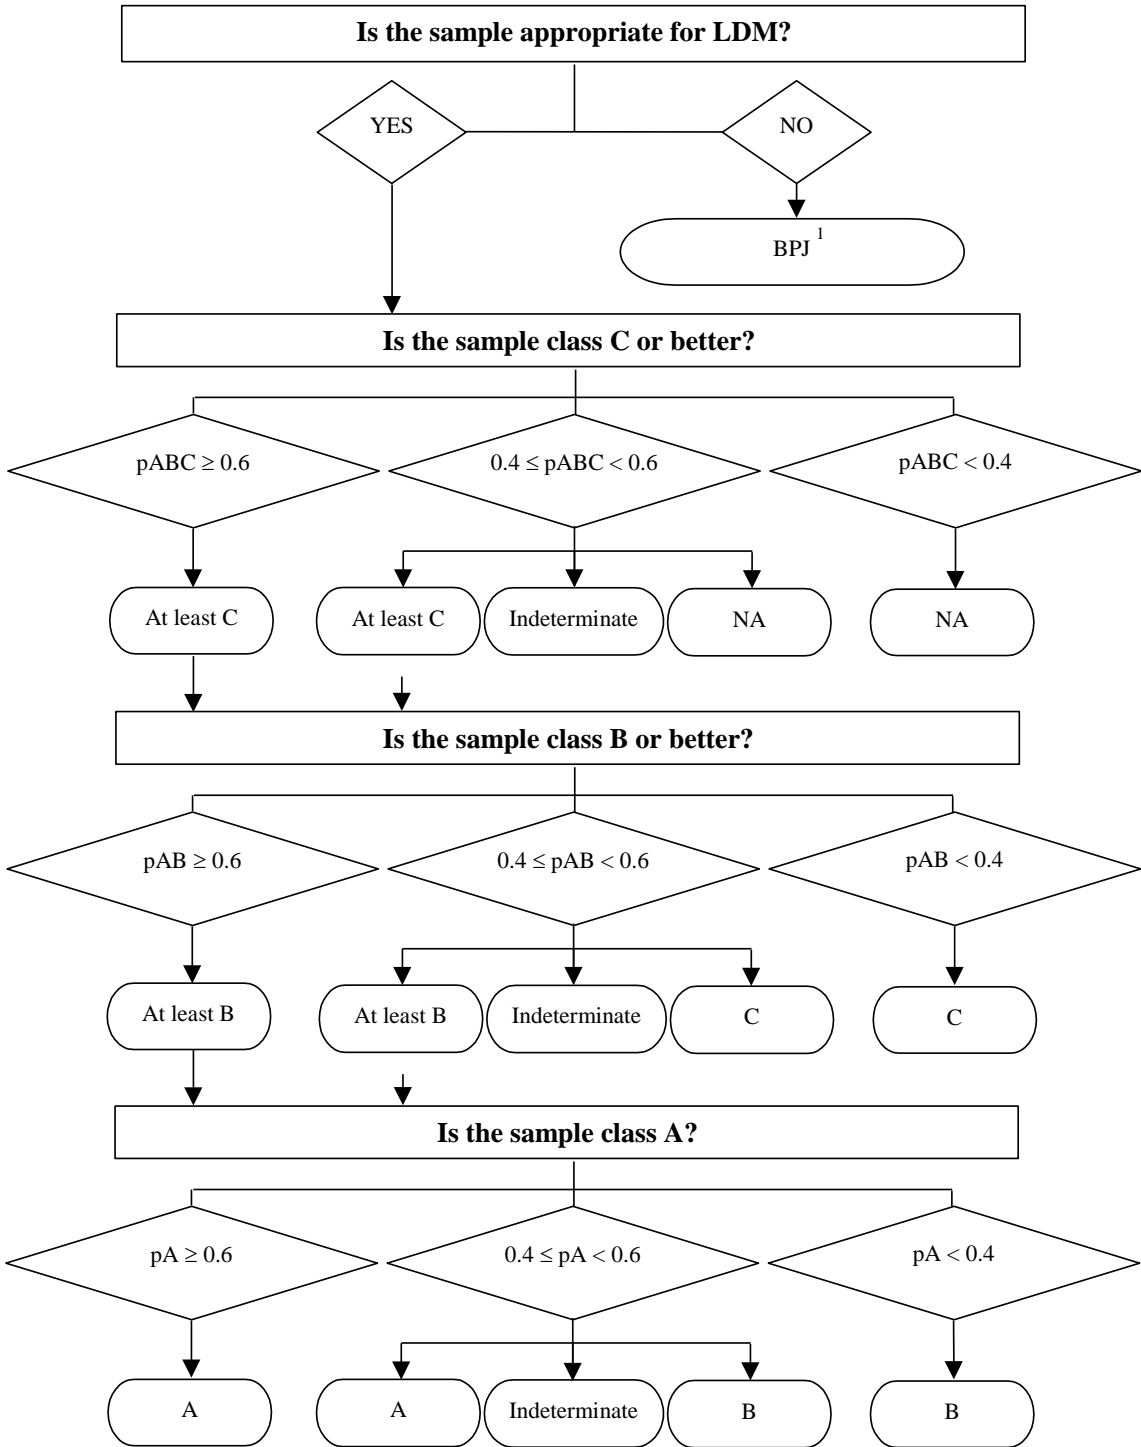 Is the sample appropriate for LDM?
YES
NO
BPJ 1
Is the sample class C or better?
pABC ≥ 0.6
0.4 ≤ pABC < 0.6
pABC < 0.4
At least C
At least C
Indeterminate
NA
NA
Is the sample class B or better?
pAB ≥ 0.6
0.4 ≤ pAB < 0.6
pAB < 0.4
At least B
At least B
Indeterminate
C
C
Is the sample class A?
pA ≥ 0.6
0.4 ≤ pA < 0.6
pA < 0.4
A
A
Indeterminate
B
B